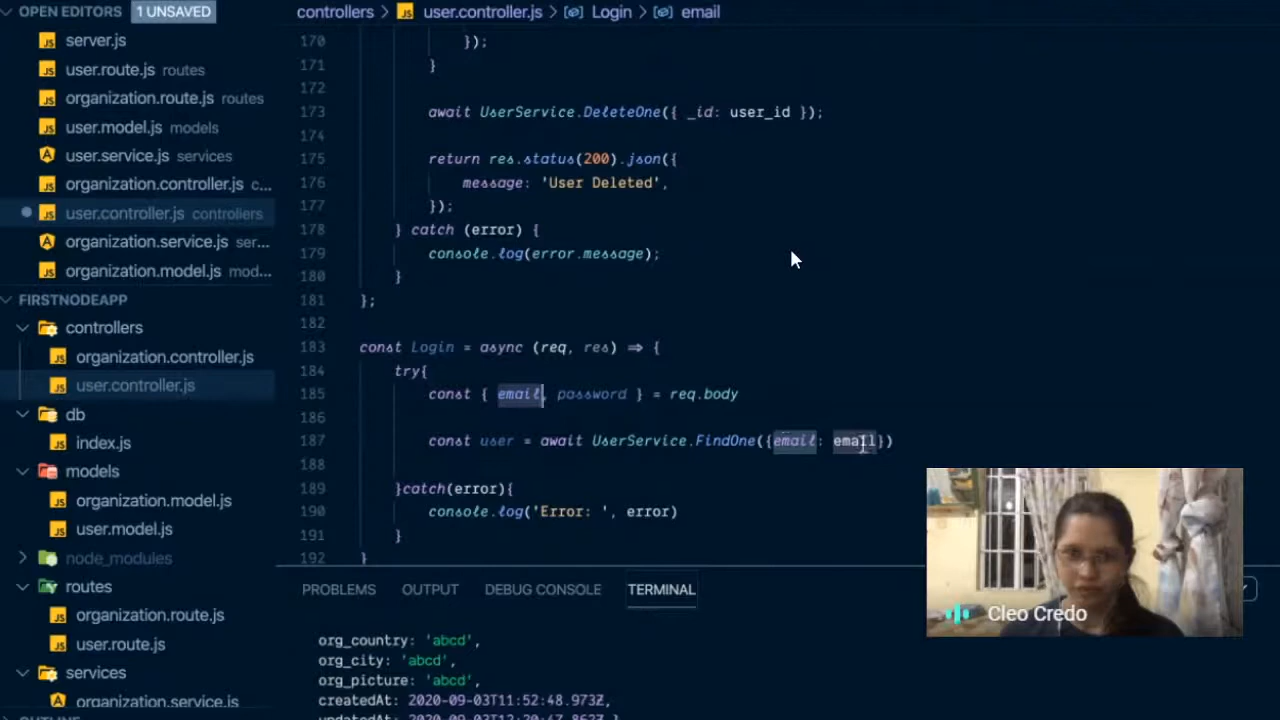 OPEN EDITORS 1 UNSAVED
server.js
user.route.js routes
organization.route.js routes
user.model.js models
user.service.js services
organization.controller.js c...
user.controller.js controllers
organization.service.js ser...
organization.model.js mod...
FIRSTNODEAPP
controllers
organization.controller.js
user.controller.js
db
index.js
models
organization.model.js
user.model.js
node_modules
routes
organization.route.js
user.route.js
services
organization.service.js
controllers > user.controller.js > Login > email
170 });
171 }
172
173 await UserService.DeleteOne({ _id: user_id });
174
175 return res.status(200).json({
176 message: 'User Deleted',
177 });
178 } catch (error) {
179 console.log(error.message);
180 }
181 };
182
183 const Login = async (req, res) => {
184 try{
185 const { email, password } = req.body
186
187 const user = await UserService.FindOne({email: email})
188
189 }catch(error){
190 console.log('Error: ', error)
191 }
192 }
PROBLEMS OUTPUT DEBUG CONSOLE TERMINAL
org_country: 'abcd',
org_city: 'abcd',
org_picture: 'abcd',
createdAt: 2020-09-03T11:52:48.973Z,
Cleo Credo